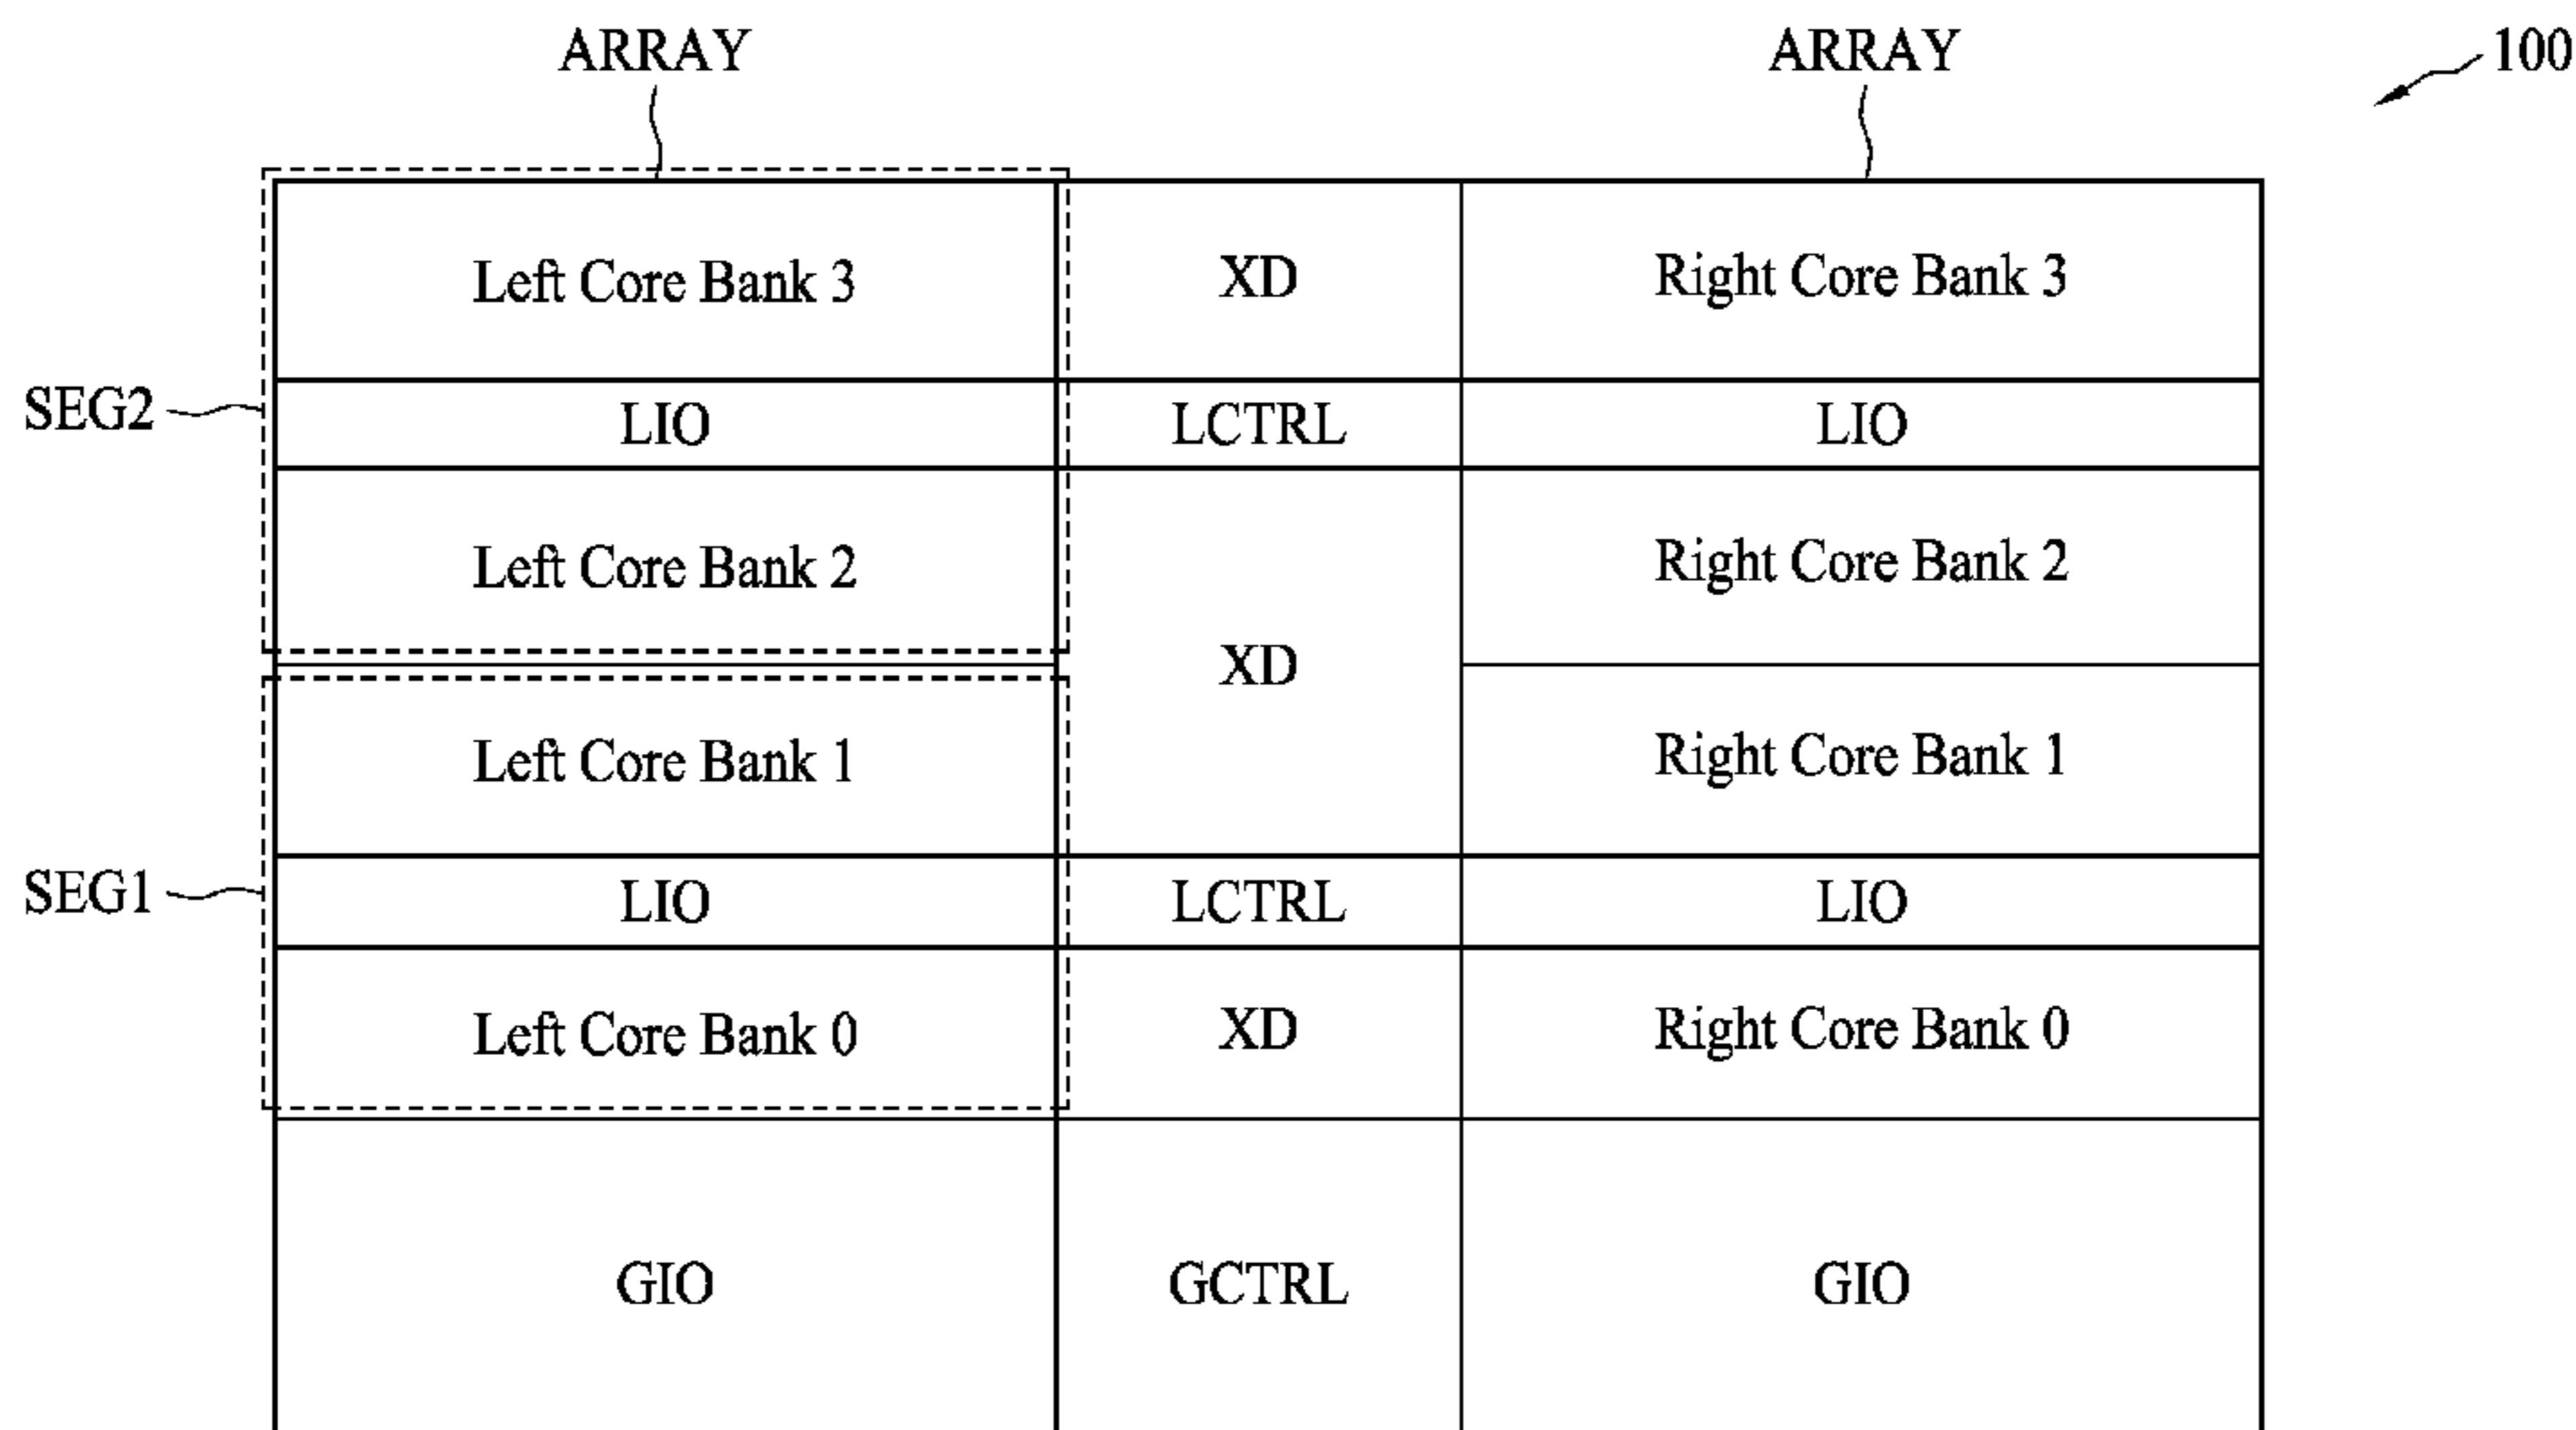 ARRAY
ARRAY
100
Left Core Bank 3
XD
Right Core Bank 3
SEG2
LIO
LCTRL
LIO
Left Core Bank 2
Right Core Bank 2
XD
Left Core Bank 1
Right Core Bank 1
SEG1
LIO
LCTRL
LIO
Left Core Bank 0
XD
Right Core Bank 0
GIO
GCTRL
GIO